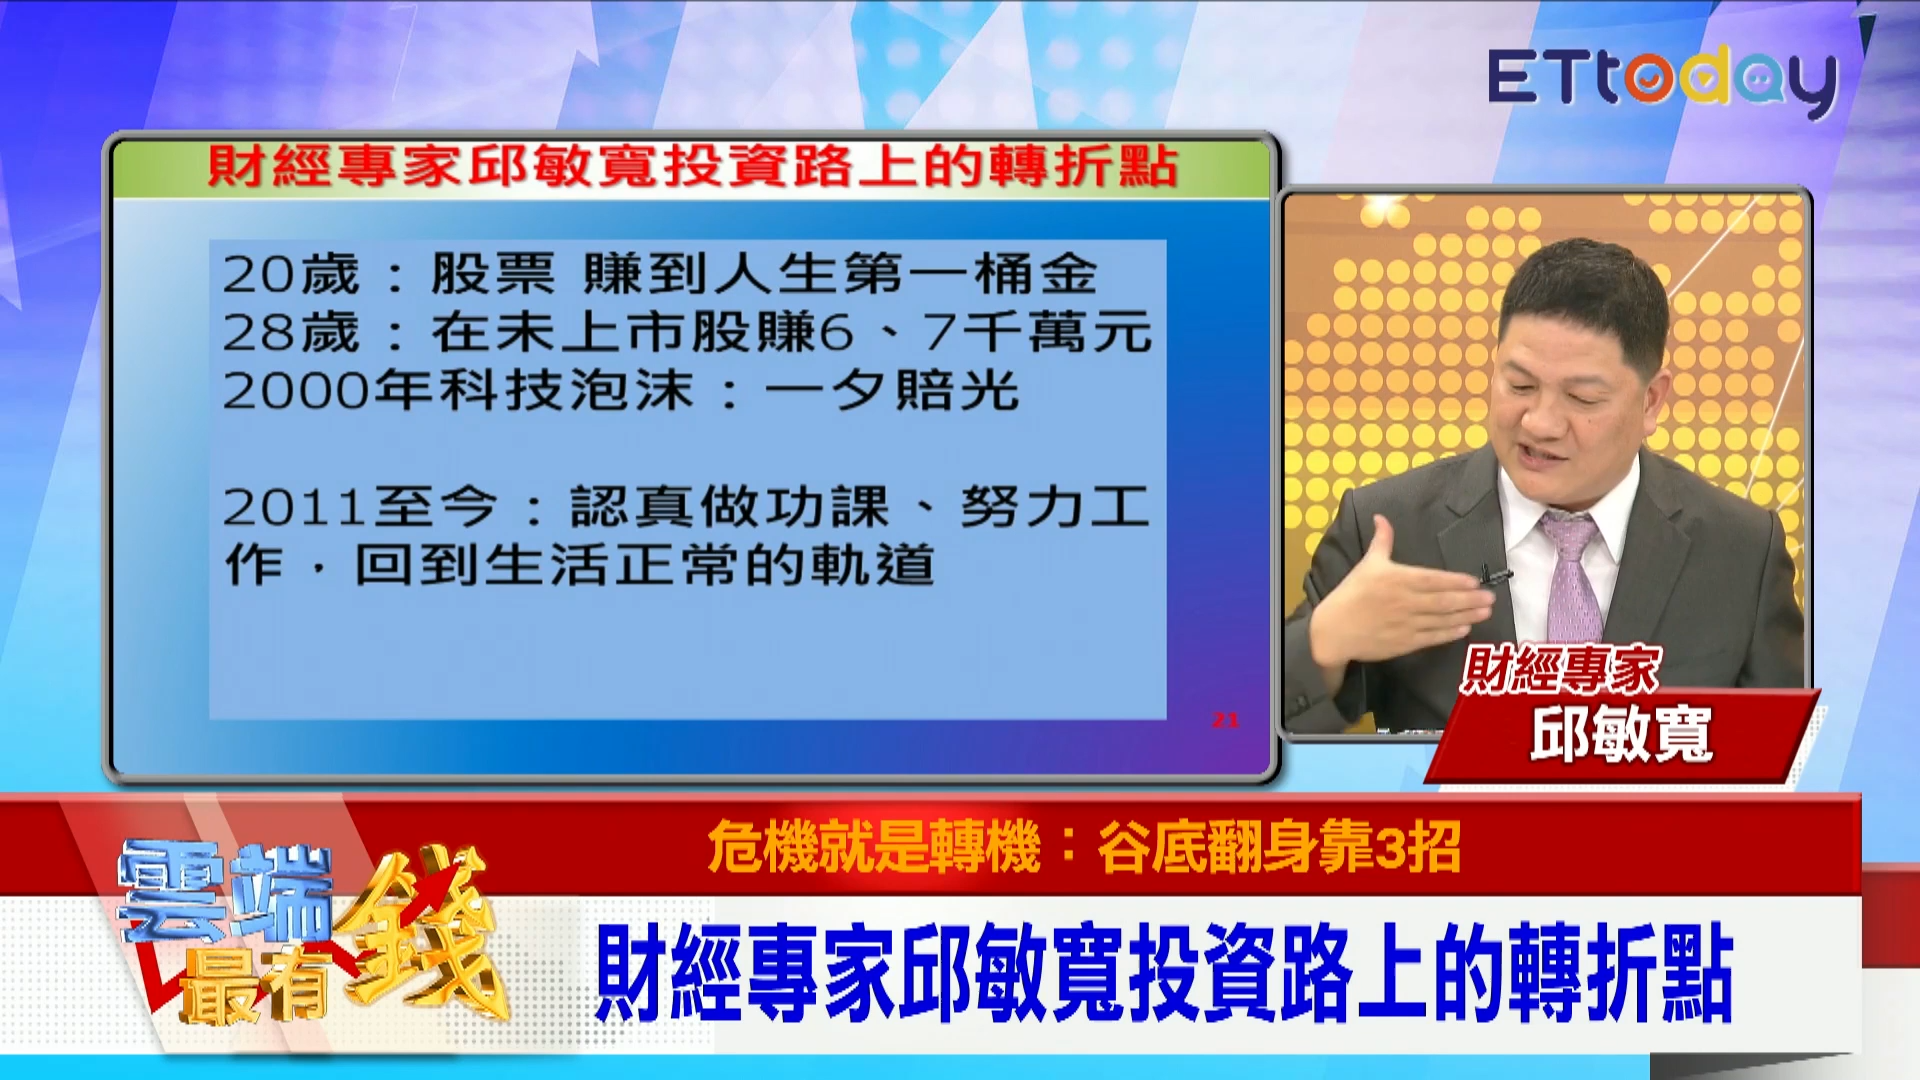 ETtoday
財經專家邱敏寬投資路上的轉折點
20歲：股票 賺到人生第一桶金
28歲：在未上市股賺6、7千萬元
2000年科技泡沫：一夕賠光
2011至今：認真做功課、努力工
作，回到生活正常的軌道
21
財經專家
邱敏寬
危機就是轉機：谷底翻身靠3招
雲端
最有錢
財經專家邱敏寬投資路上的轉折點